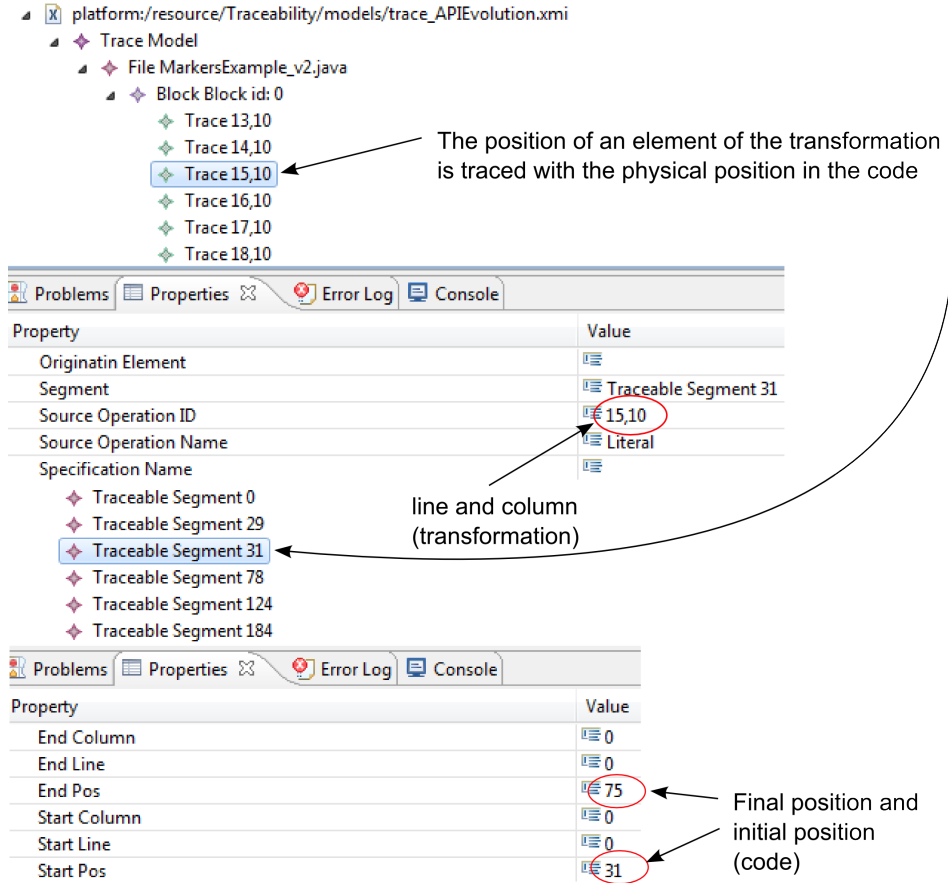 platform:/resource/Traceability/models/trace_APIEvolution.xmi
Trace Model
File MarkersExample_v2.java
Block Block id: 0
Trace 13,10
Trace 14,10
Trace 15,10
Trace 16,10
Trace 17,10
Trace 18,10
The position of an element of the transformation
is traced with the physical position in the code
Problems Properties Error Log Console
Property Value
Originatin Element
Segment Traceable Segment 31
Source Operation ID 15,10
Source Operation Name Literal
Specification Name
line and column
(transformation)
Traceable Segment 0
Traceable Segment 29
Traceable Segment 31
Traceable Segment 78
Traceable Segment 124
Traceable Segment 184
Problems Properties Error Log Console
Property Value
End Column 0
End Line 0
End Pos 75
Start Column 0
Start Line 0
Start Pos 31
Final position and
initial position
(code)